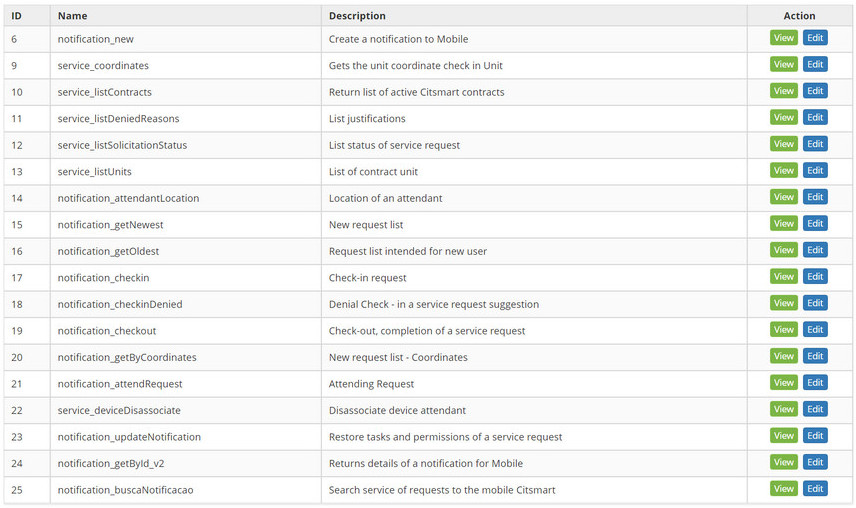 ID Name Description Action
6 notification_new Create a notification to Mobile View Edit
9 service_coordinates Gets the unit coordinate check in Unit View Edit
10 service_listContracts Return list of active Citsmart contracts View Edit
11 service_listDeniedReasons List justifications View Edit
12 service_listSolicitationStatus List status of service request View Edit
13 service_listUnits List of contract unit View Edit
14 notification_attendantLocation Location of an attendant View Edit
15 notification_getNewest New request list View Edit
16 notification_getOldest Request list intended for new user View Edit
17 notification_checkin Check-in request View Edit
18 notification_checkinDenied Denial Check - in a service request suggestion View Edit
19 notification_checkout Check-out, completion of a service request View Edit
20 notification_getByCoordinates New request list - Coordinates View Edit
21 notification_attendRequest Attending Request View Edit
22 service_deviceDisassociate Disassociate device attendant View Edit
23 notification_updateNotification Restore tasks and permissions of a service request View Edit
24 notification_getById_v2 Returns details of a notification for Mobile View Edit
25 notification_buscaNotificacao Search service of requests to the mobile Citsmart View Edit